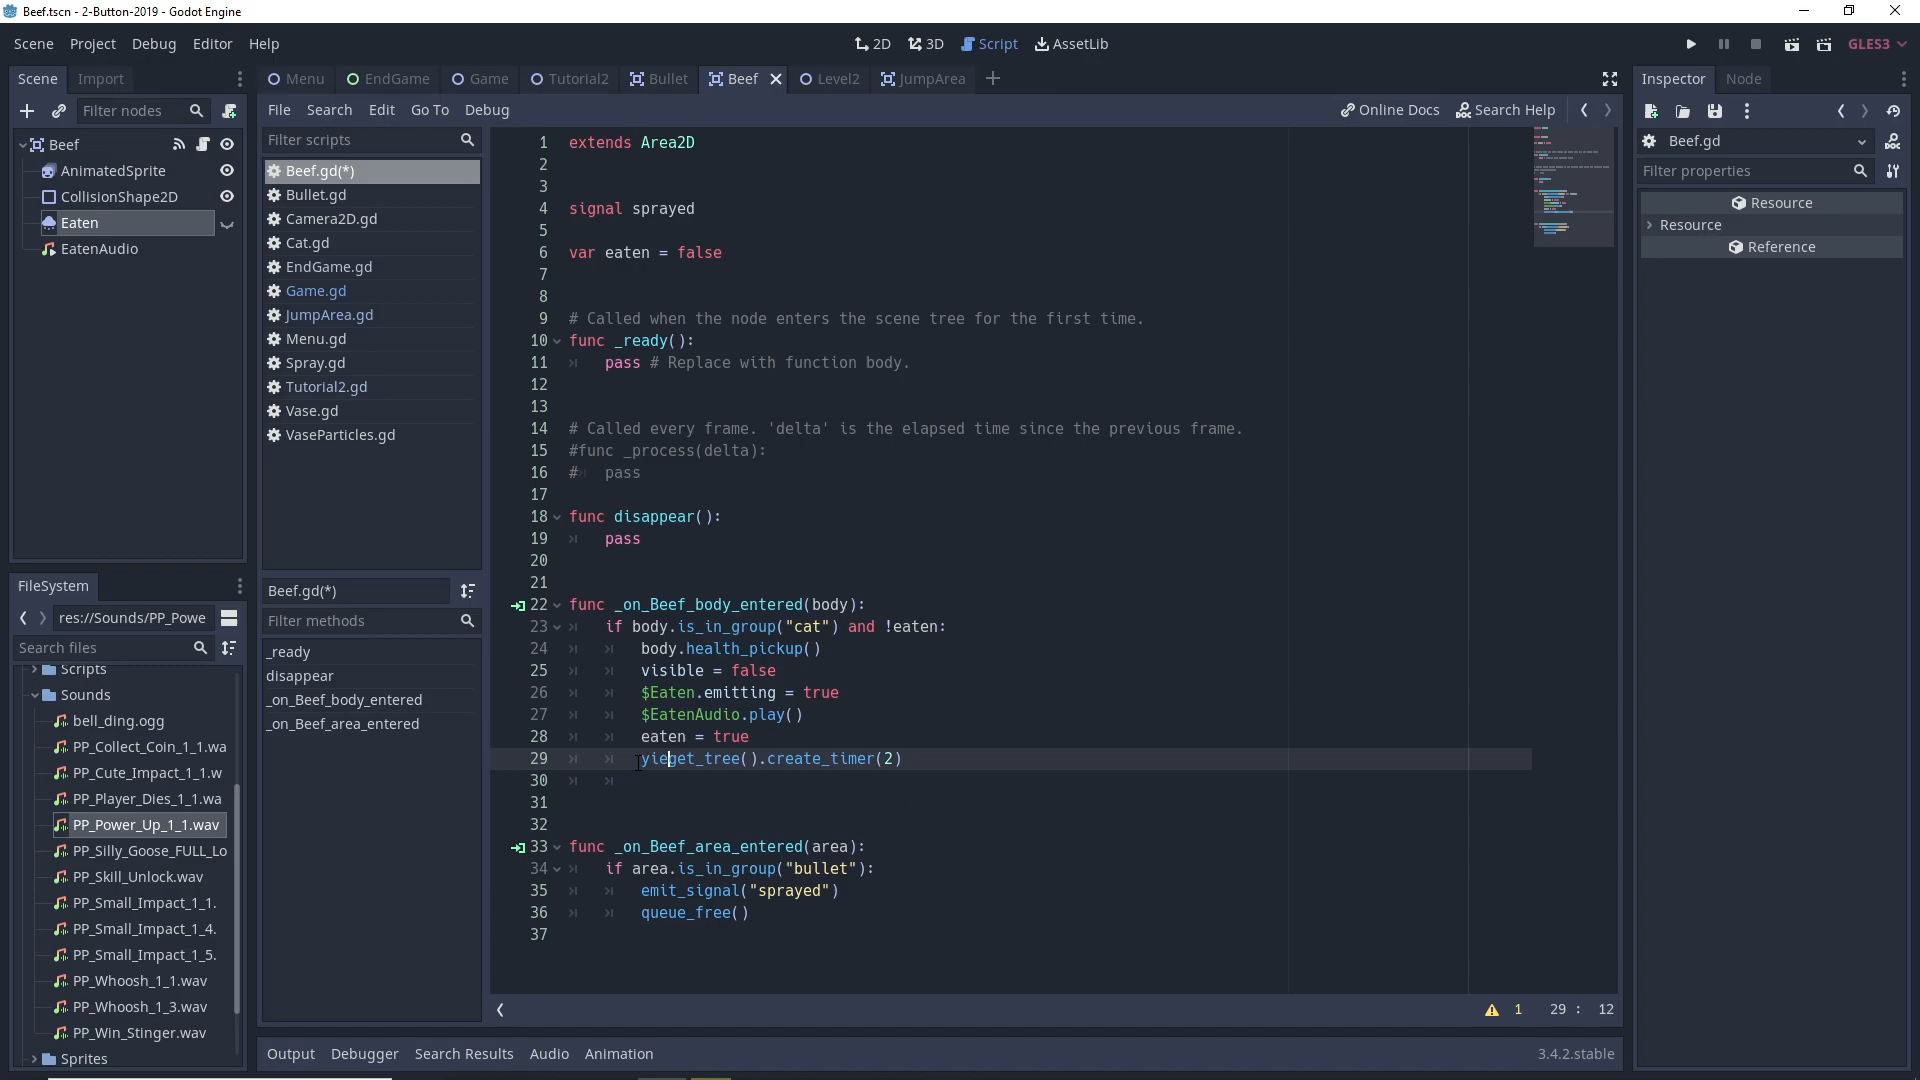 Beef.tscn - 2-Button-2019 - Godot Engine
Scene Project Debug Editor Help
2D 3D Script AssetLib
GLES3
Scene Import
Filter nodes
Beef
AnimatedSprite
CollisionShape2D
Eaten
EatenAudio
FileSystem
res://Sounds/PP_Powe
Search files
Scripts
Sounds
bell_ding.ogg
PP_Collect_Coin_1_1.wa
PP_Cute_Impact_1_1.w
PP_Player_Dies_1_1.wa
PP_Power_Up_1_1.wav
PP_Silly_Goose_FULL_Lo
PP_Skill_Unlock.wav
PP_Small_Impact_1_1.
PP_Small_Impact_1_4.
PP_Small_Impact_1_5.
PP_Whoosh_1_1.wav
PP_Whoosh_1_3.wav
PP_Win_Stinger.wav
Sprites
Menu EndGame Game Tutorial2 Bullet Beef Level2 JumpArea
File Search Edit Go To Debug
Online Docs Search Help
Filter scripts
Beef.gd(*)
Bullet.gd
Camera2D.gd
Cat.gd
EndGame.gd
Game.gd
JumpArea.gd
Menu.gd
Spray.gd
Tutorial2.gd
Vase.gd
VaseParticles.gd
Beef.gd(*)
Filter methods
_ready
disappear
_on_Beef_body_entered
_on_Beef_area_entered
1 extends Area2D
2
3
4 signal sprayed
5
6 var eaten = false
7
8
9 # Called when the node enters the scene tree for the first time.
10 func _ready():
11 pass # Replace with function body.
12
13
14 # Called every frame. 'delta' is the elapsed time since the previous frame.
15 #func _process(delta):
16 # pass
17
18 func disappear():
19 pass
20
21
22 func _on_Beef_body_entered(body):
23 if body.is_in_group("cat") and !eaten:
24 body.health_pickup()
25 visible = false
26 $Eaten.emitting = true
27 $EatenAudio.play()
28 eaten = true
29 yieget_tree().create_timer(2)
30
31
32
33 func _on_Beef_area_entered(area):
34 if area.is_in_group("bullet"):
35 emit_signal("sprayed")
36 queue_free()
37
1 29 : 12
Output Debugger Search Results Audio Animation
3.4.2.stable
Inspector Node
Beef.gd
Filter properties
Resource
Resource
Reference